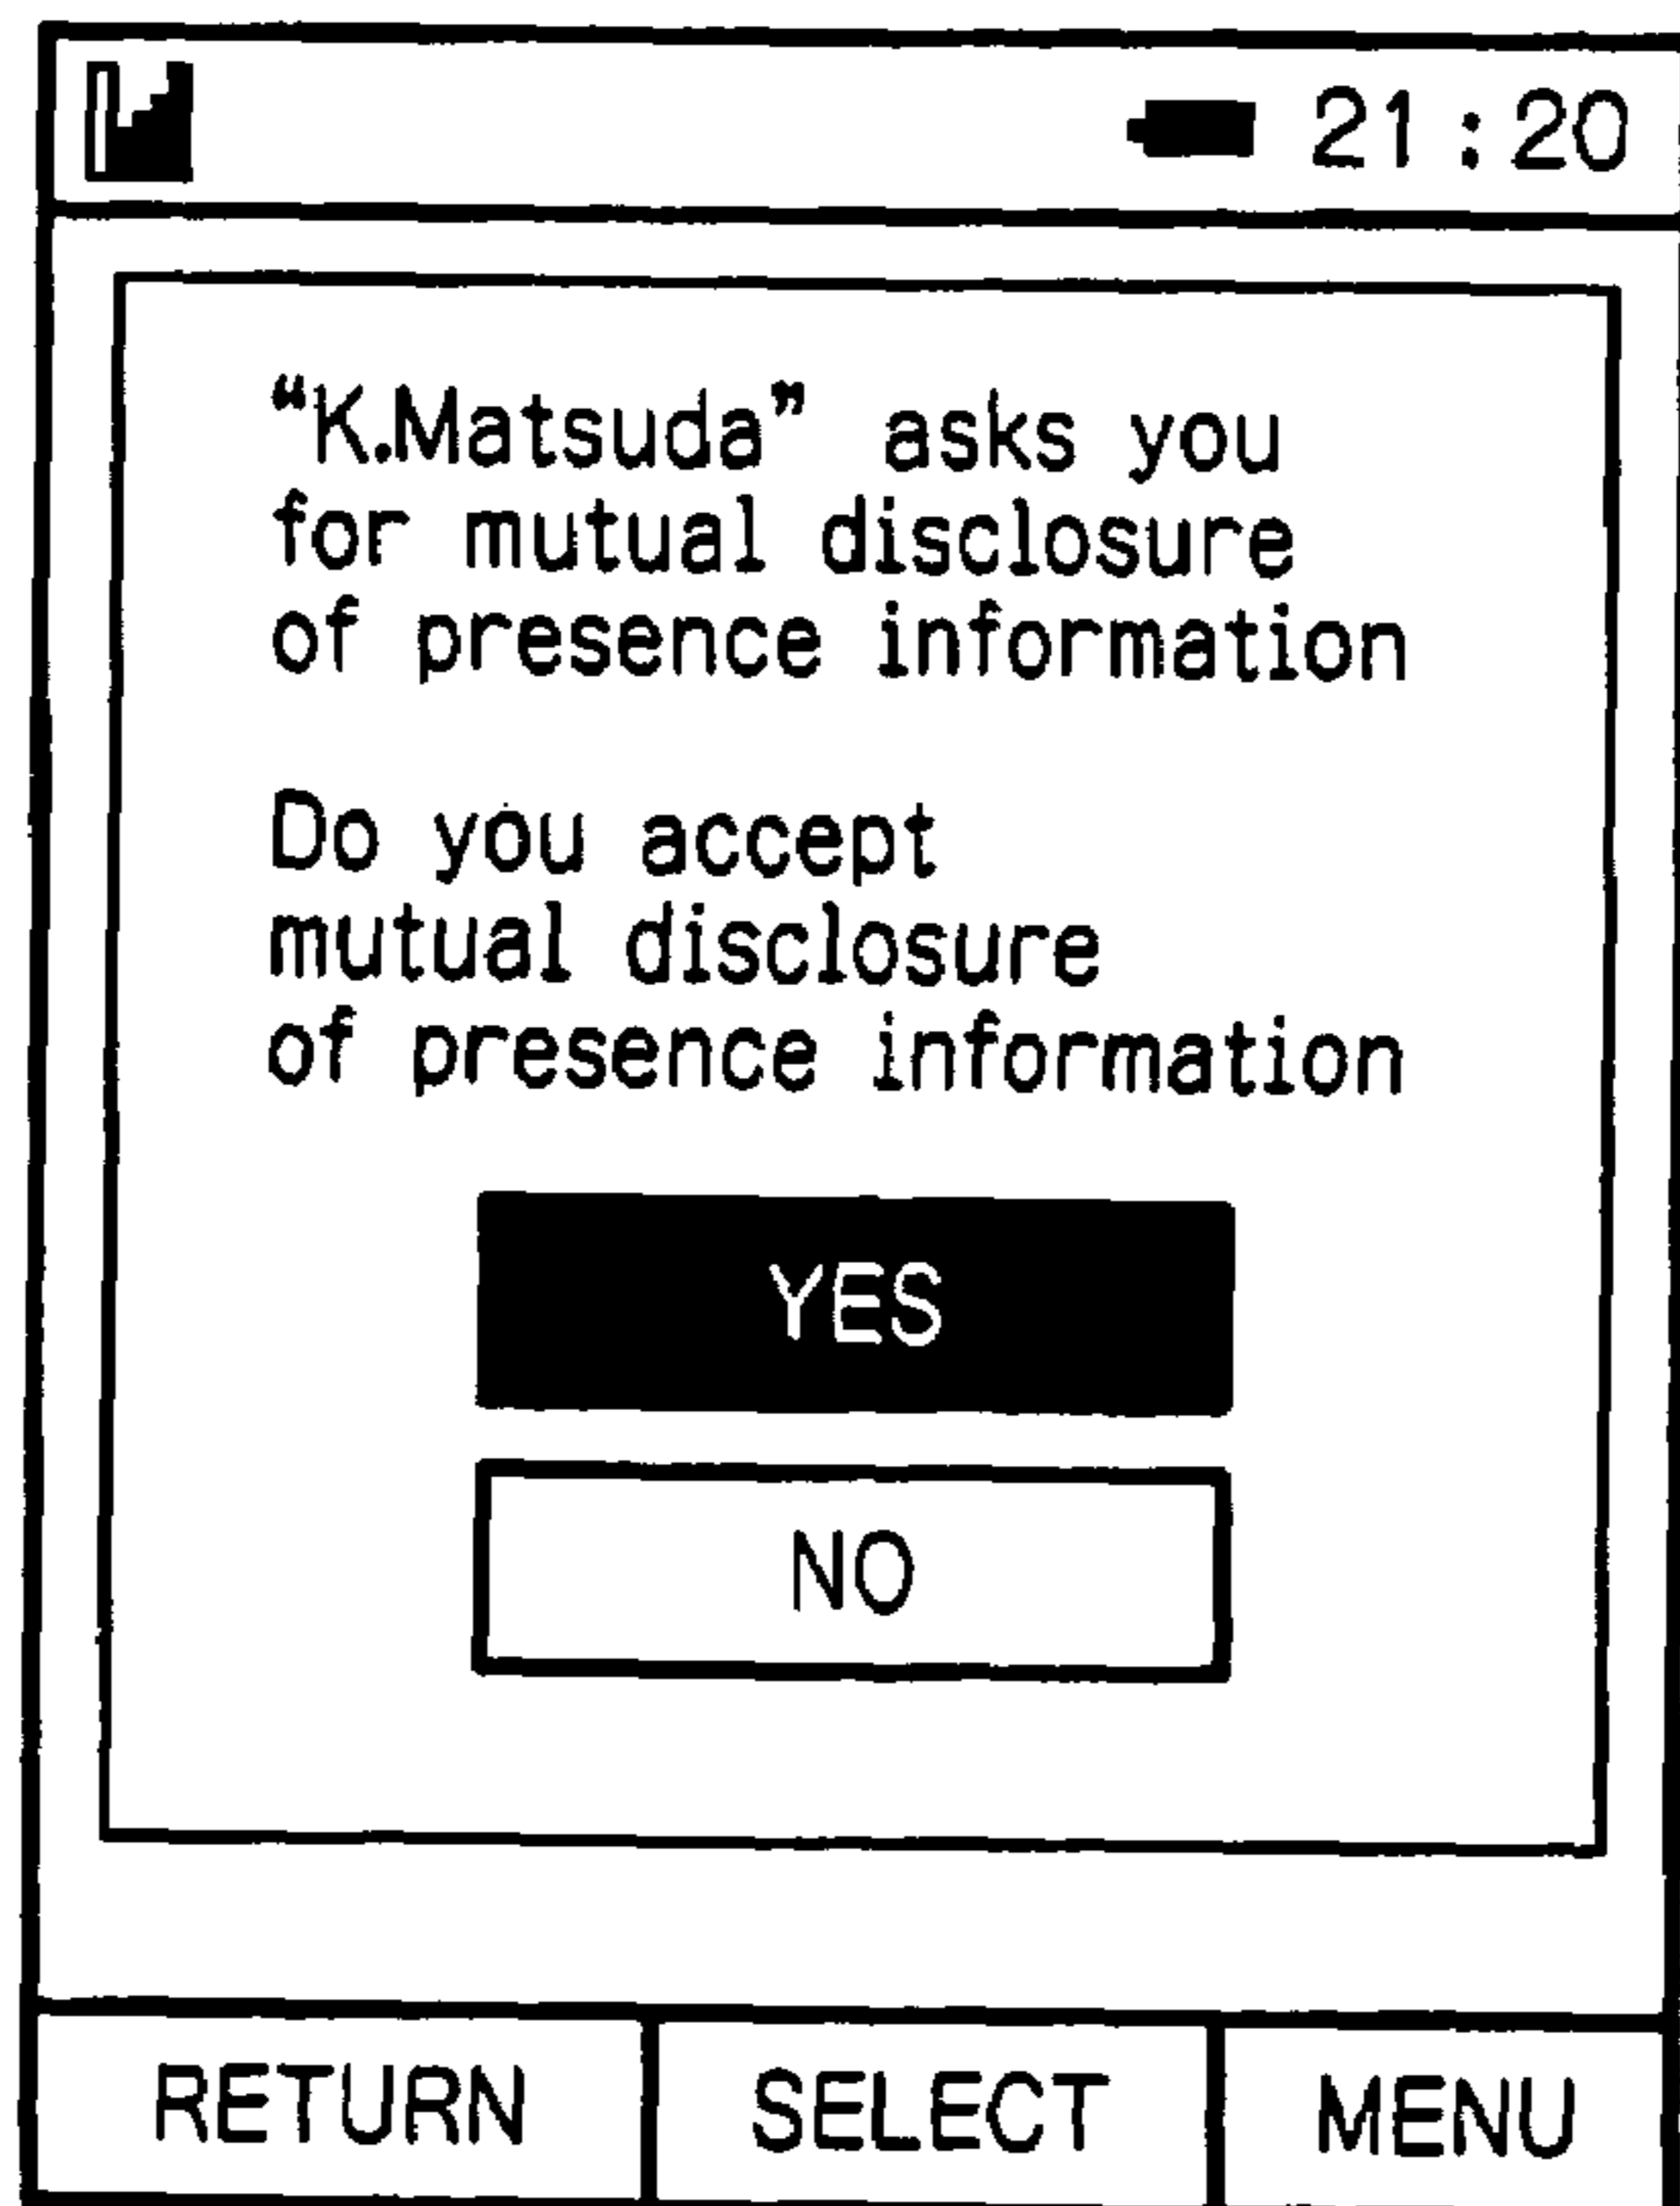 21:20
“K.Matsuda” asks you
for mutual disclosure
of presence information
Do you accept
mutual disclosure
of presence information
YES
NO
RETURN SELECT MENU